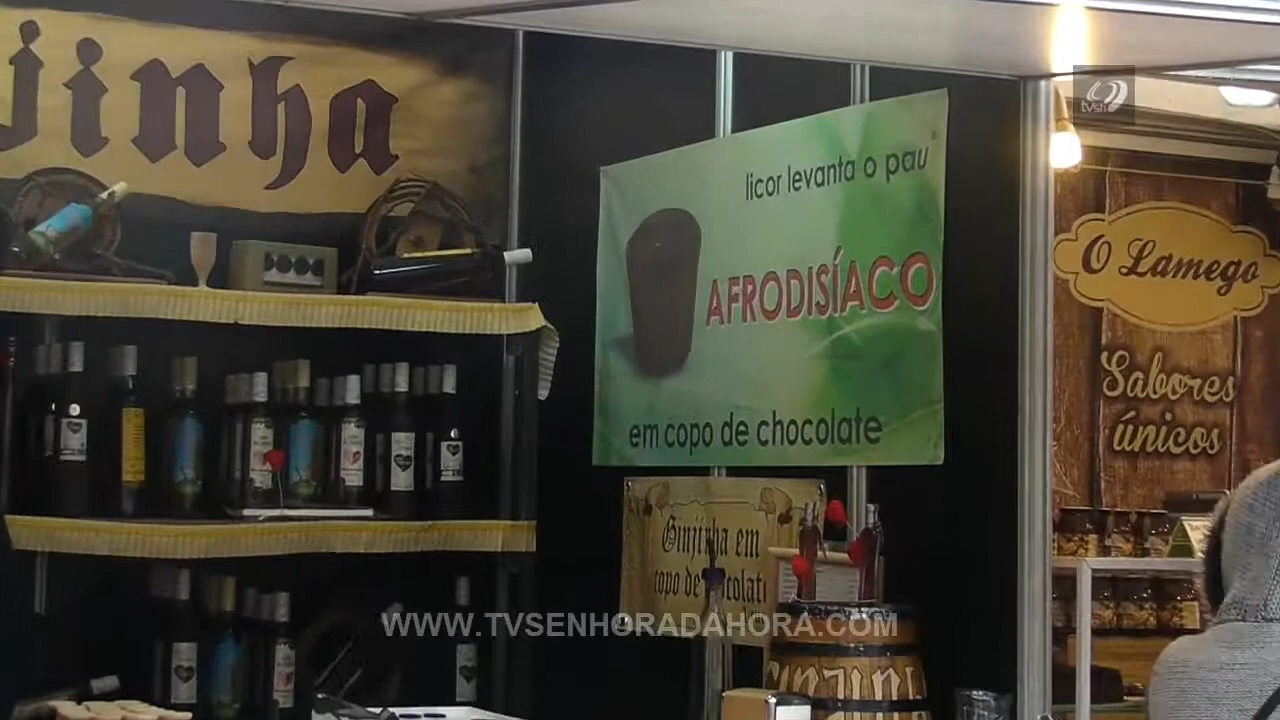 jinha
licor levanta o pau
AFRODISÍACO
em copo de chocolate
O Lamego
Sabores
únicos
Ginjinha em
copo de
tvsh
WWW.TVSENHORADAHORA.COM